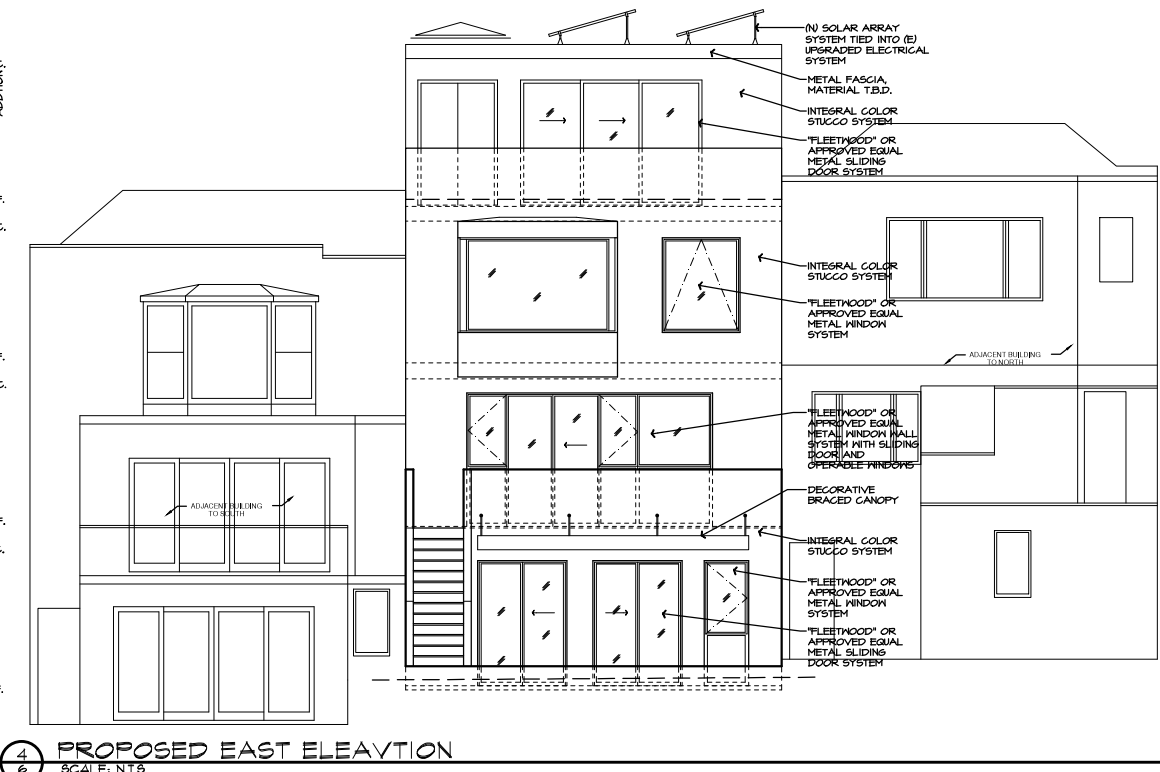 (N) SOLAR ARRAY
SYSTEM TIED INTO (E)
UPGRADED ELECTRICAL
SYSTEM
METAL FASCIA,
MATERIAL T.B.D.
INTEGRAL COLOR
STUCCO SYSTEM
"FLEETWOOD" OR
APPROVED EQUAL
METAL SLIDING
DOOR SYSTEM
INTEGRAL COLOR
STUCCO SYSTEM
"FLEETWOOD" OR
APPROVED EQUAL
METAL WINDOW
SYSTEM
ADJACENT BUILDING
TO NORTH
"FLEETWOOD" OR
APPROVED EQUAL
METAL WINDOW WALL
SYSTEM WITH SLIDING
DOOR AND
OPERABLE WINDOWS
DECORATIVE
BRACED CANOPY
ADJACENT BUILDING
TO SOUTH
INTEGRAL COLOR
STUCCO SYSTEM
"FLEETWOOD" OR
APPROVED EQUAL
METAL WINDOW
SYSTEM
"FLEETWOOD" OR
APPROVED EQUAL
METAL SLIDING
DOOR SYSTEM
4
6
PROPOSED EAST ELEAVTION
SCALE: NTS